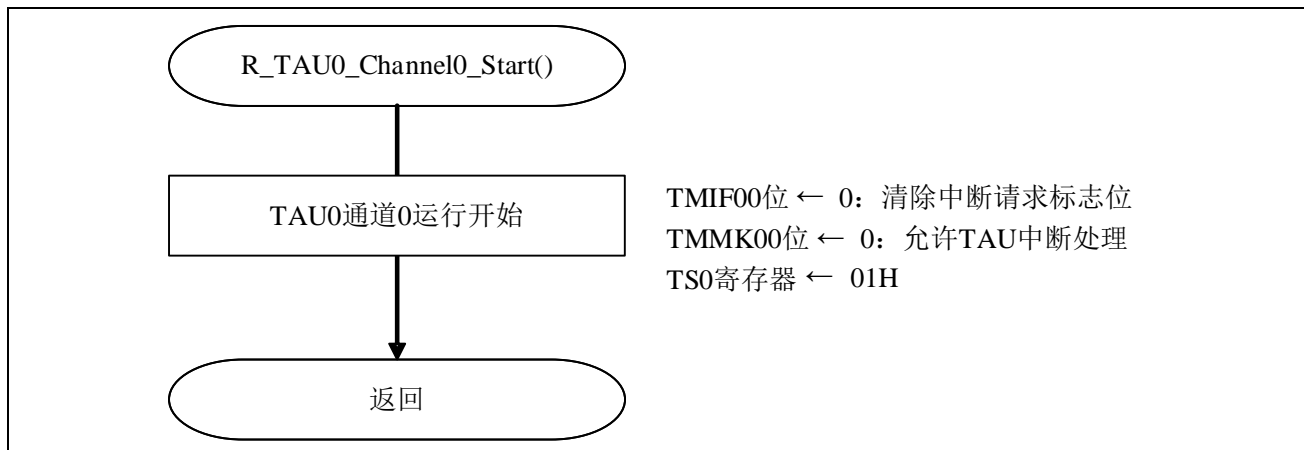 R_TAU0_Channel0_Start()
TAU0通道0运行开始
TMIF00位 ← 0：清除中断请求标志位
TMMK00位 ← 0：允许TAU中断处理
TS0寄存器 ← 01H
返回